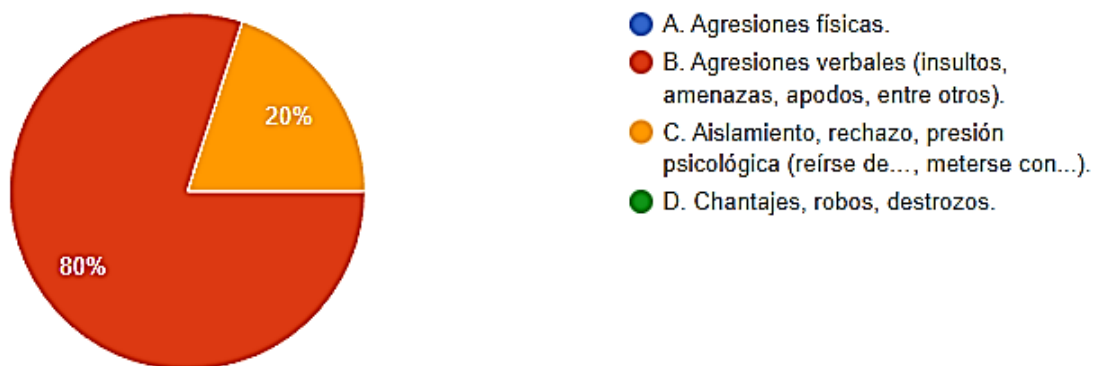 A. Agresiones físicas.
B. Agresiones verbales (insultos,
amenazas, apodos, entre otros).
C. Aislamiento, rechazo, presión
psicológica (reírse de..., meterse con...).
D. Chantajes, robos, destrozos.
20%
80%